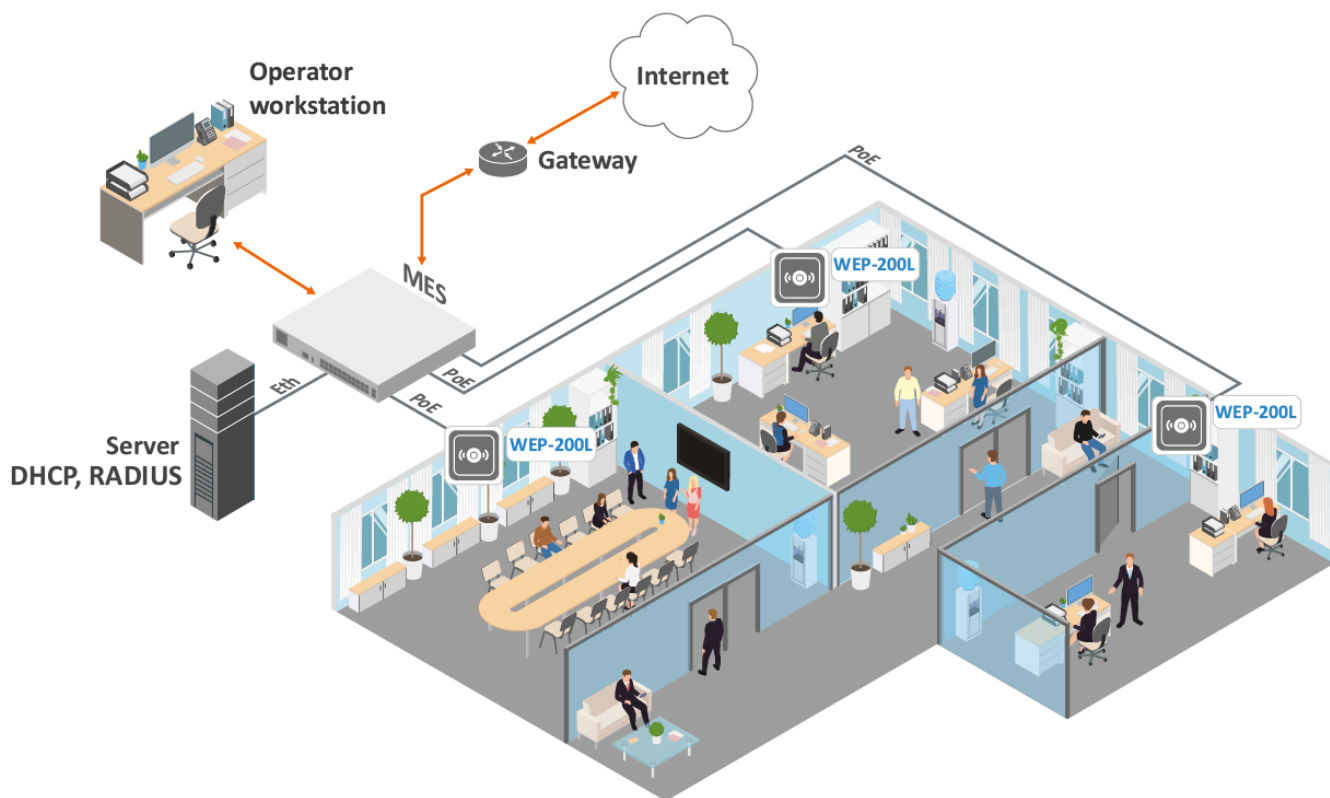 Operator
workstation
Internet
Gateway
PoE
MES
WEP-200L
Eth
PoE
PoE
WEP-200L
WEP-200L
Server
DHCP, RADIUS